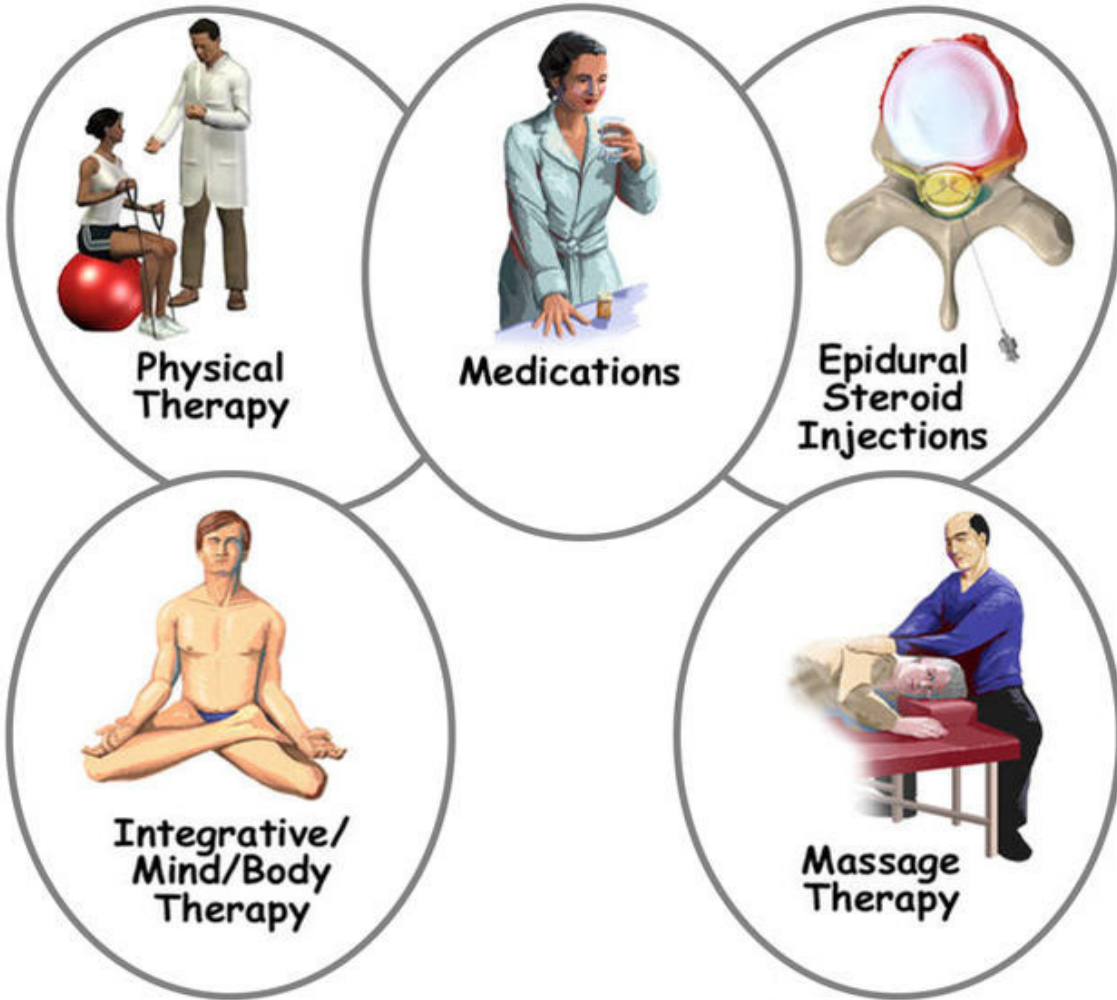 Physical
Therapy
Medications
Epidural
Steroid
Injections
Integrative/
Mind/Body
Therapy
Massage
Therapy